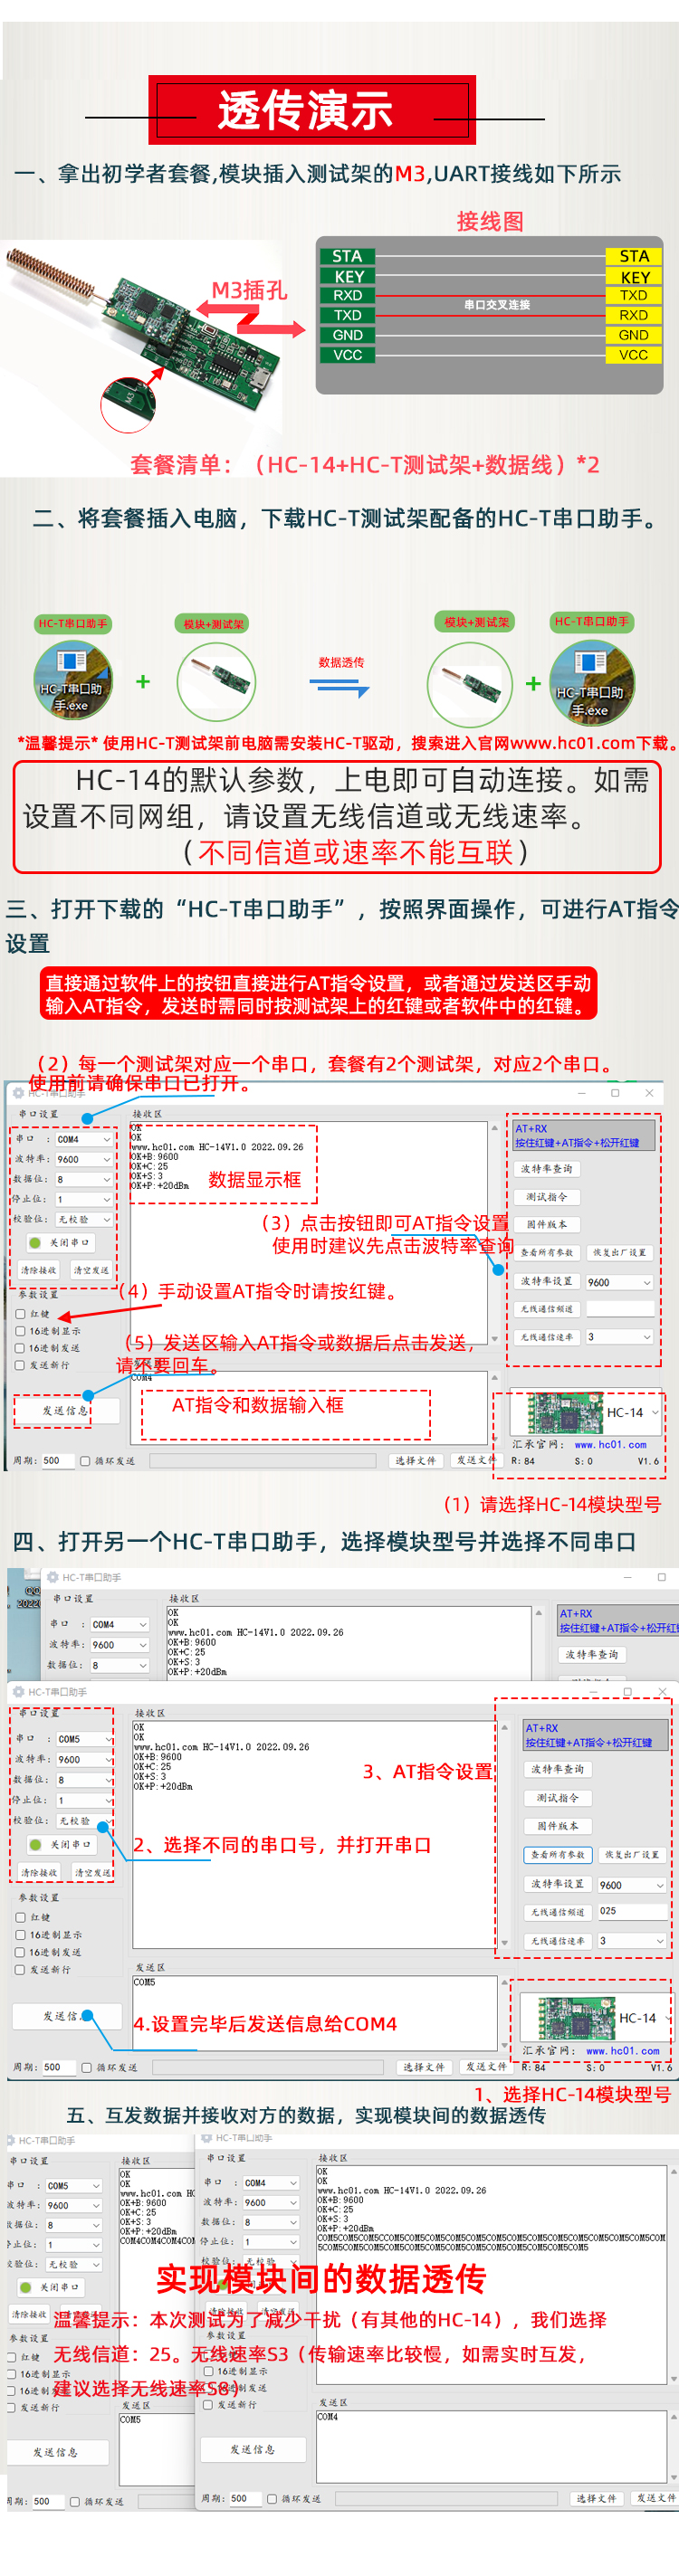 透传演示
一、拿出初学者套餐,模块插入测试架的M3,UART接线如下所示
接线图
M3插孔
STA STA
KEY KEY
RXD TXD
串口交叉连接
TXD RXD
GND GND
VCC VCC
M3
套餐清单：（HC-14+HC-T测试架+数据线）*2
二、将套餐插入电脑，下载HC-T测试架配备的HC-T串口助手。
HC-T串口助手 模块+测试架 模块+测试架 HC-T串口助手
数据透传
HC-T串口助手.exe + + HC-T串口助手.exe
*温馨提示* 使用HC-T测试架前电脑需安装HC-T驱动，搜索进入官网www.hc01.com下载。
HC-14的默认参数，上电即可自动连接。如需
设置不同网组，请设置无线信道或无线速率。
（不同信道或速率不能互联）
三、打开下载的“HC-T串口助手”，按照界面操作，可进行AT指令
设置
直接通过软件上的按钮直接进行AT指令设置，或者通过发送区手动
输入AT指令，发送时需同时按测试架上的红键或者软件中的红键。
（2）每一个测试架对应一个串口，套餐有2个测试架，对应2个串口。
使用前请确保串口已打开。
HC-T串口助手
串口设置
串口 : COM4
波特率: 9600
数据位: 8
停止位: 1
校验位: 无校验
关闭串口
清除接收 清空发送
参数设置
红键
16进制显示
16进制发送
发送新行
发送信息
周期: 500 循环发送
接收区
OK
OK
www.hc01.com HC-14V1.0 2022.09.26
OK+B:9600
OK+C:25
OK+S:3
OK+P:+20dBm
数据显示框
（3）点击按钮即可AT指令设置
使用时建议先点击波特率查询
（4）手动设置AT指令时请按红键。
（5）发送区输入AT指令或数据后点击发送，
请不要回车。
发送区
COM4
AT指令和数据输入框
选择文件 发送文件
AT+RX
按住红键+AT指令+松开红键
波特率查询
测试指令
固件版本
查看所有参数 恢复出厂设置
波特率设置 9600
无线通信频道
无线通信速率 3
HC-14
汇承官网: www.hc01.com
R:84 S:0 V1.6
（1）请选择HC-14模块型号
四、打开另一个HC-T串口助手，选择模块型号并选择不同串口
HC-T串口助手
串口设置
串口 : COM4
波特率: 9600
数据位: 8
接收区
OK
OK
www.hc01.com HC-14V1.0 2022.09.26
OK+B:9600
OK+C:25
OK+S:3
OK+P:+20dBm
AT+RX
按住红键+AT指令+松开红
波特率查询
HC-T串口助手
串口设置
串口 : COM5
波特率: 9600
数据位: 8
停止位: 1
校验位: 无校验
关闭串口
清除接收 清空发送
参数设置
红键
16进制显示
16进制发送
发送新行
发送信息
周期: 500 循环发送
接收区
OK
OK
www.hc01.com HC-14V1.0 2022.09.26
OK+B:9600
OK+C:25
OK+S:3
OK+P:+20dBm
3、AT指令设置
2、选择不同的串口号，并打开串口
发送区
COM5
4.设置完毕后发送信息给COM4
选择文件 发送文件
AT+RX
按住红键+AT指令+松开红键
波特率查询
测试指令
固件版本
查看所有参数 恢复出厂设置
波特率设置 9600
无线通信频道 025
无线通信速率 3
HC-14
汇承官网: www.hc01.com
R:84 S:0 V1.6
1、选择HC-14模块型号
五、互发数据并接收对方的数据，实现模块间的数据透传
HC-T串口助手
串口设置
串口 : COM5
波特率: 9600
数据位: 8
停止位: 1
校验位: 无校验
关闭串口
清除接收
参数设置
红键
16进制显示
16进制发送
发送新行
发送信息
周期: 500 循环发送
接收区
OK
OK
www.hc01.com HC
OK+B:9600
OK+C:25
OK+S:3
OK+P:+20dBm
COM4COM4COM4COM
发送区
COM5
HC-T串口助手
串口设置
串口 : COM4
波特率: 9600
数据位: 8
停止位: 1
校验位: 无校验
清除接收 清空发送
参数设置
16进制显示
发送新行
发送信息
周期: 500 循环发送
接收区
OK
OK
www.hc01.com HC-14V1.0 2022.09.26
OK+B:9600
OK+C:25
OK+S:3
OK+P:+20dBm
发送区
COM4
选择文件 发送文件
实现模块间的数据透传
温馨提示：本次测试为了减少干扰（有其他的HC-14），我们选择
无线信道：25。无线速率S3（传输速率比较慢，如需实时互发，
建议选择无线速率S8）